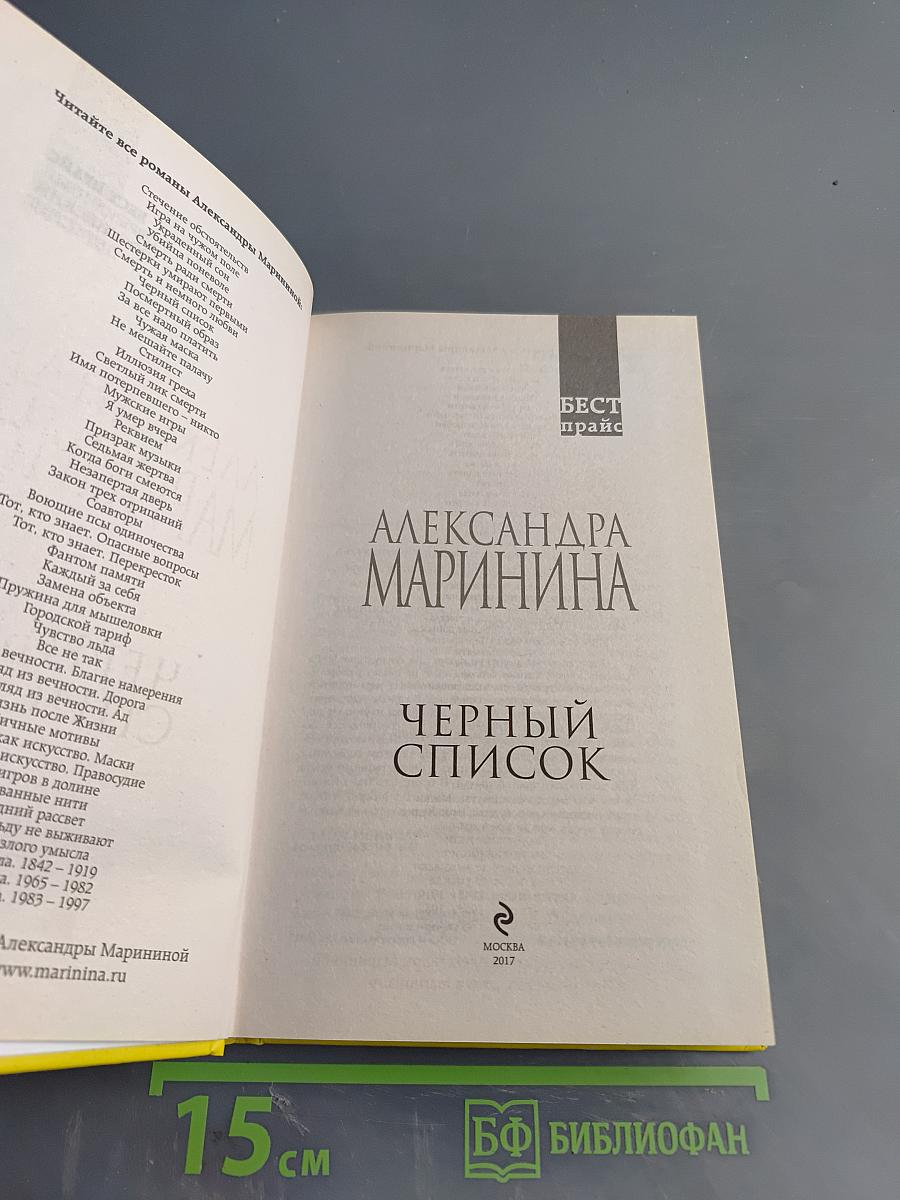 Читайте все романы Александры Марининой:
Стечение обстоятельств
Игра на чужом поле
Украденный сон
Убийца поневоле
Смерть ради смерти
Шестерки умирают первыми
Смерть и немного любви
Черный список
Посмертный образ
За все надо платить
Чужая маска
Не мешайте палачу
Стилист
Иллюзия греха
Светлый лик смерти
Имя потерпевшего – никто
Мужские игры
Я умер вчера
Реквием
Призрак музыки
Седьмая жертва
Когда боги смеются
Незапертая дверь
Закон трех отрицаний
Соавторы
Воющие псы одиночества
Тот, кто знает. Опасные вопросы
Тот, кто знает. Перекресток
Фантом памяти
Каждый за себя
Замена объекта
Пружина для мышеловки
Городской тариф
Чувство льда
Все не так
вечности. Благие намерения
из вечности. Дорога
из вечности. Ад
после Жизни
мотивы
как искусство. Маски
искусство. Правосудие
в долине
нити
рассвет
не выживают
злого умысла
1842 – 1919
1965 – 1982
1983 – 1997
Александры Марининой
www.marinina.ru
БЕСТ
прайс
АЛЕКСАНДРА
МАРИНИНА
ЧЕРНЫЙ
СПИСОК
МОСКВА
2017
15 см
БФ БИБЛИОФАН